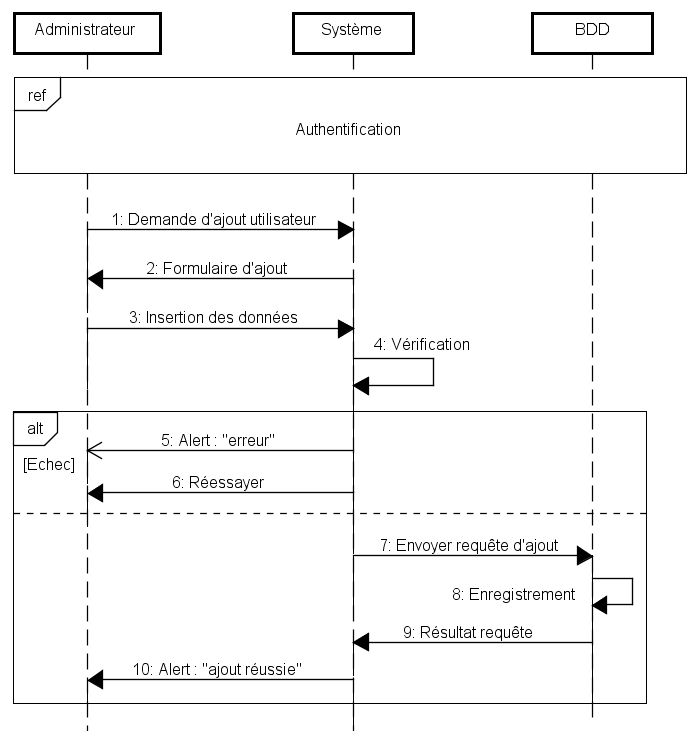 Administrateur
Système
BDD
ref
Authentification
1: Demande d'ajout utilisateur
2: Formulaire d'ajout
3: Insertion des données
4: Vérification
alt
5: Alert : "erreur"
[Echec]
6: Réessayer
7: Envoyer requête d'ajout
8: Enregistrement
9: Résultat requête
10: Alert : "ajout réussie"